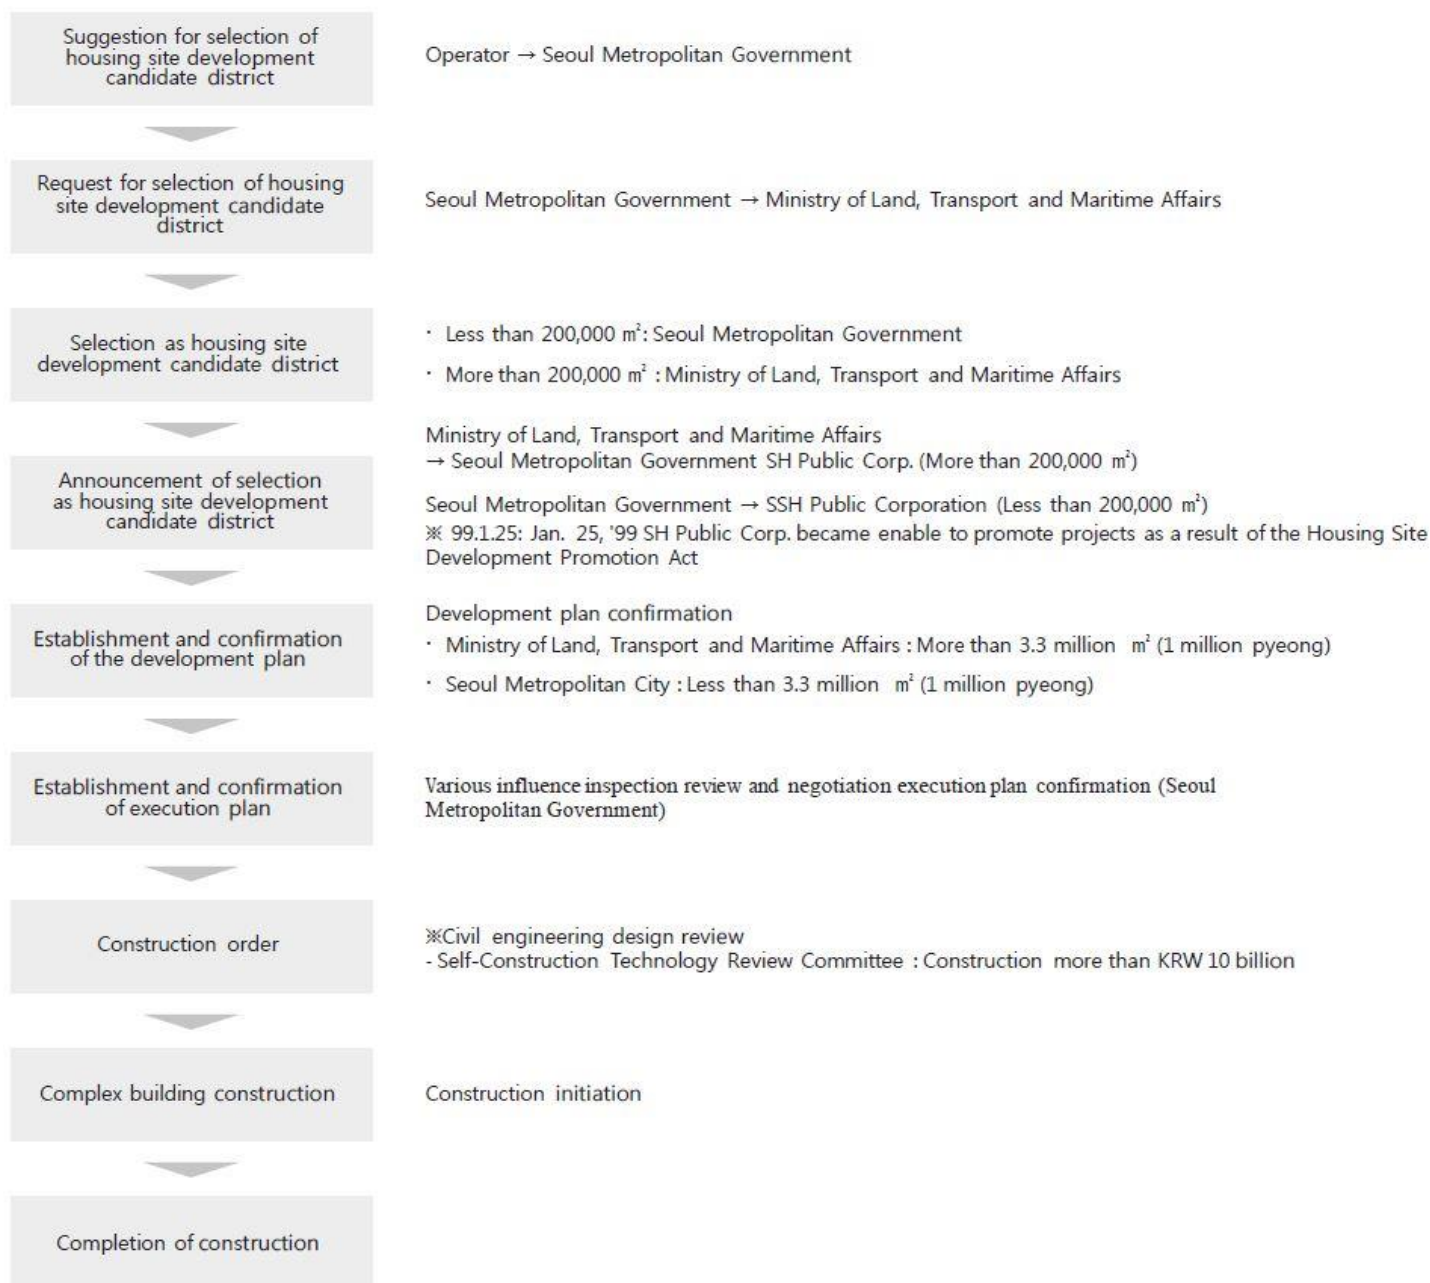 Suggestion for selection of
housing site development
candidate district
Operator → Seoul Metropolitan Government
Request for selection of housing
site development candidate
district
Seoul Metropolitan Government → Ministry of Land, Transport and Maritime Affairs
Selection as housing site
development candidate district
· Less than 200,000 ㎡: Seoul Metropolitan Government
· More than 200,000 ㎡ : Ministry of Land, Transport and Maritime Affairs
Announcement of selection
as housing site development
candidate district
Ministry of Land, Transport and Maritime Affairs
→ Seoul Metropolitan Government SH Public Corp. (More than 200,000 ㎡)
Seoul Metropolitan Government → SSH Public Corporation (Less than 200,000 ㎡)
※ 99.1.25: Jan. 25, '99 SH Public Corp. became enable to promote projects as a result of the Housing Site
Development Promotion Act
Establishment and confirmation
of the development plan
Development plan confirmation
· Ministry of Land, Transport and Maritime Affairs : More than 3.3 million ㎡ (1 million pyeong)
· Seoul Metropolitan City : Less than 3.3 million ㎡ (1 million pyeong)
Establishment and confirmation
of execution plan
Various influence inspection review and negotiation execution plan confirmation (Seoul
Metropolitan Government)
Construction order
※Civil engineering design review
- Self-Construction Technology Review Committee : Construction more than KRW 10 billion
Complex building construction
Construction initiation
Completion of construction